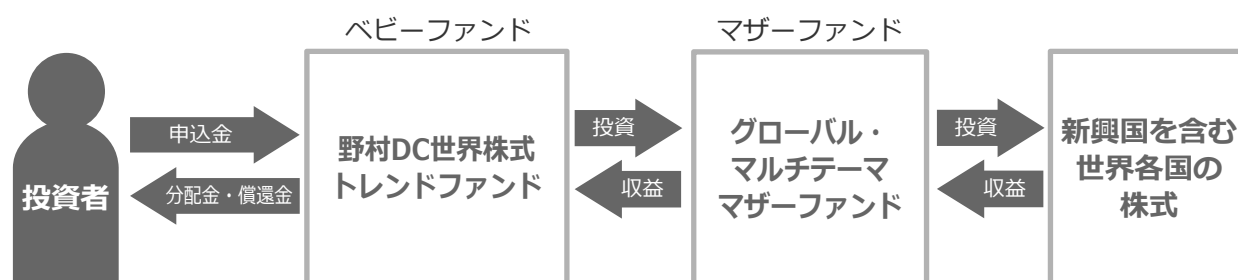 ベビーファンド
マザーファンド
投資者
申込金
分配金・償還金
野村DC世界株式
トレンドファンド
投資
収益
グローバル・
マルチテーマ
マザーファンド
投資
収益
新興国を含む
世界各国の
株式